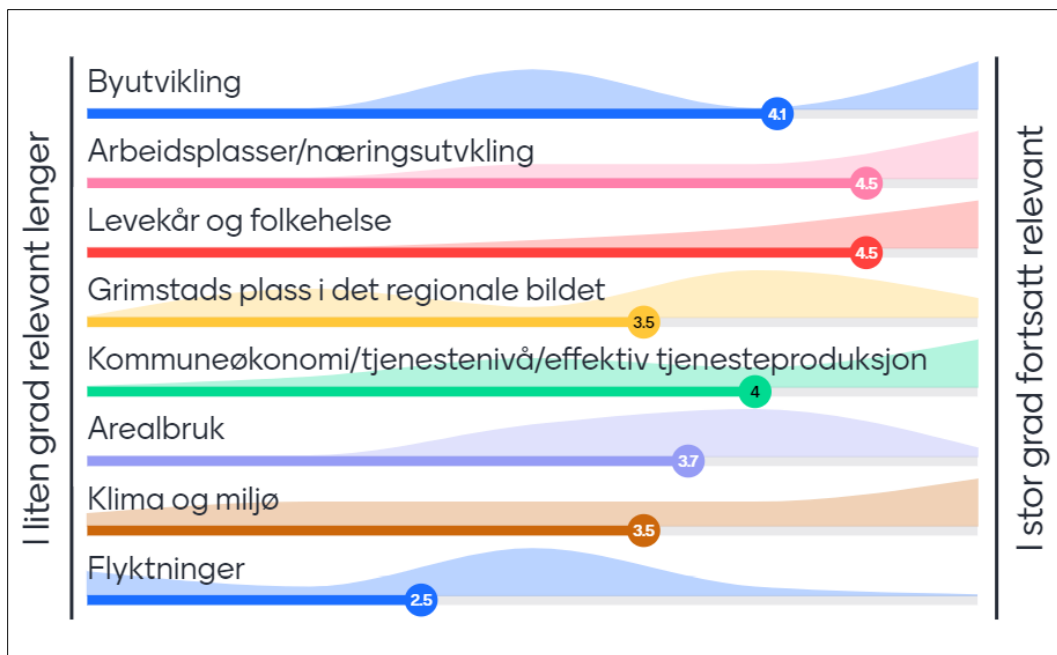 I liten grad relevant lenger
Byutvikling
4.1
Arbeidsplasser/næringsutvkling
4.5
Levekår og folkehelse
4.5
Grimstads plass i det regionale bildet
3.5
Kommuneøkonomi/tjenestenivå/effektiv tjenesteproduksjon
4
Arealbruk
3.7
Klima og miljø
3.5
Flyktninger
2.5
I stor grad fortsatt relevant